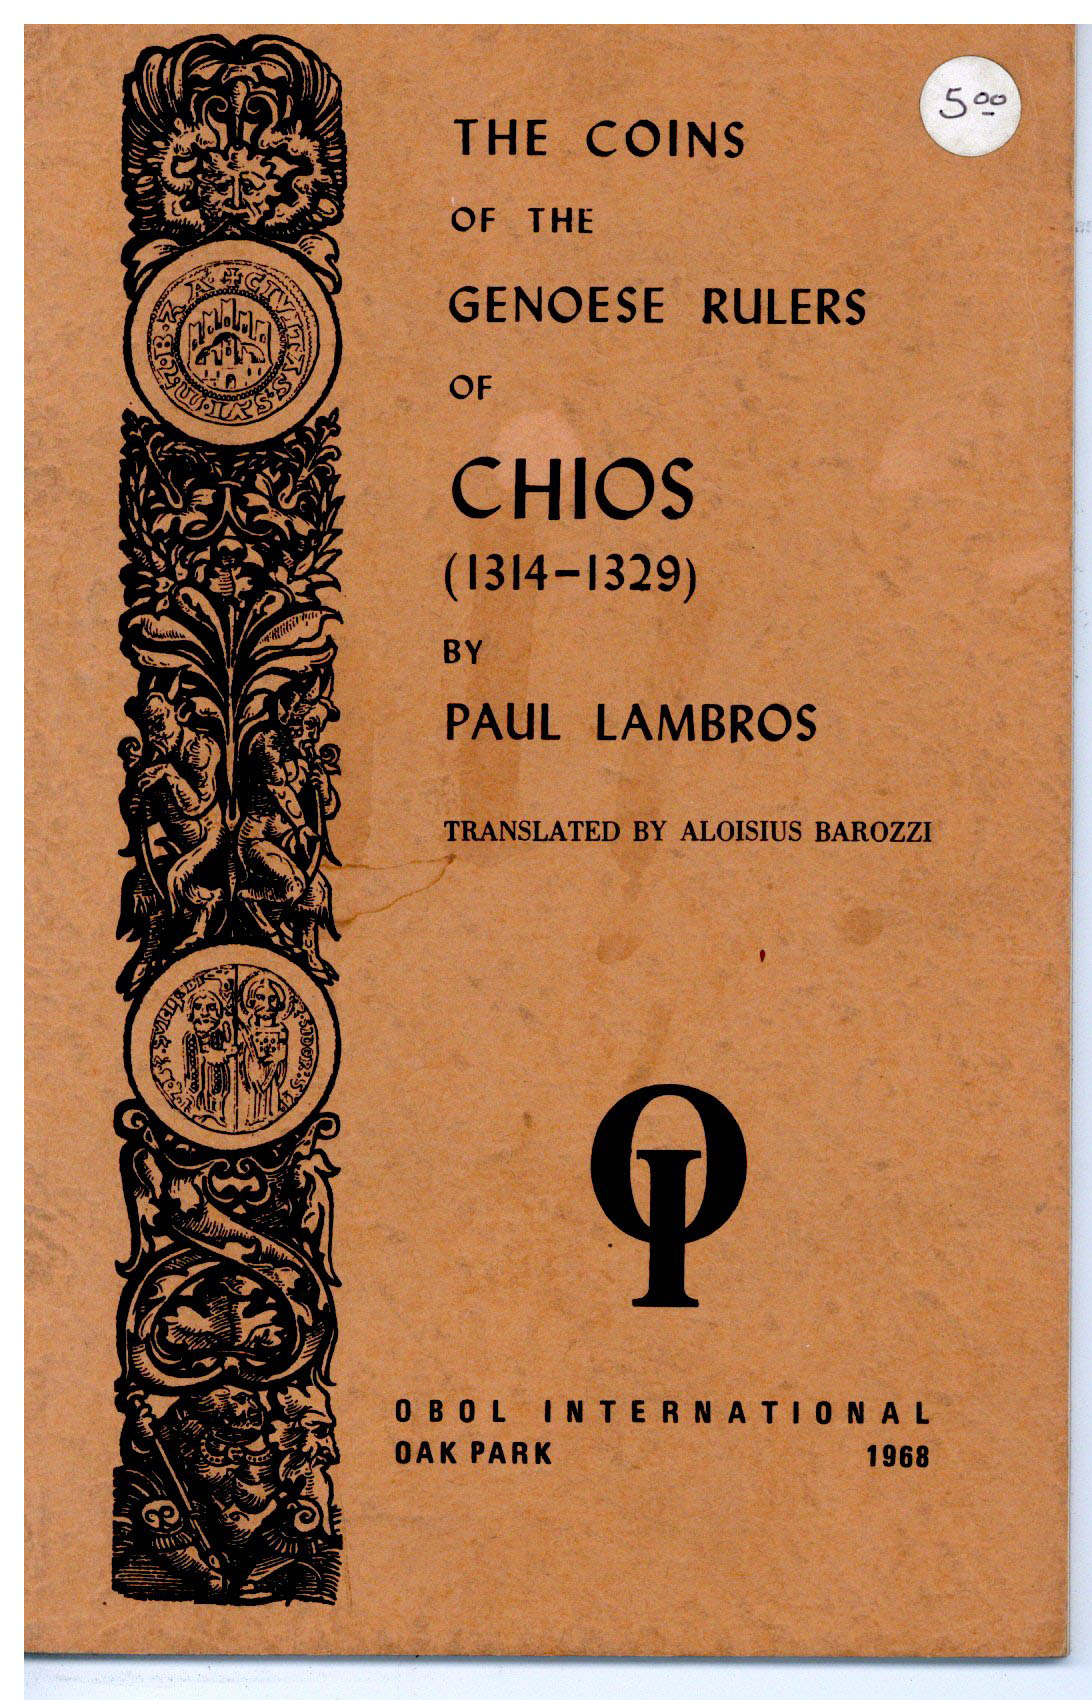 5 00
THE COINS
OF THE
GENOESE RULERS
OF
CHIOS
(1314-1329)
BY
PAUL LAMBROS
TRANSLATED BY ALOISIUS BAROZZI
OI
OBOL INTERNATIONAL
OAK PARK 1968